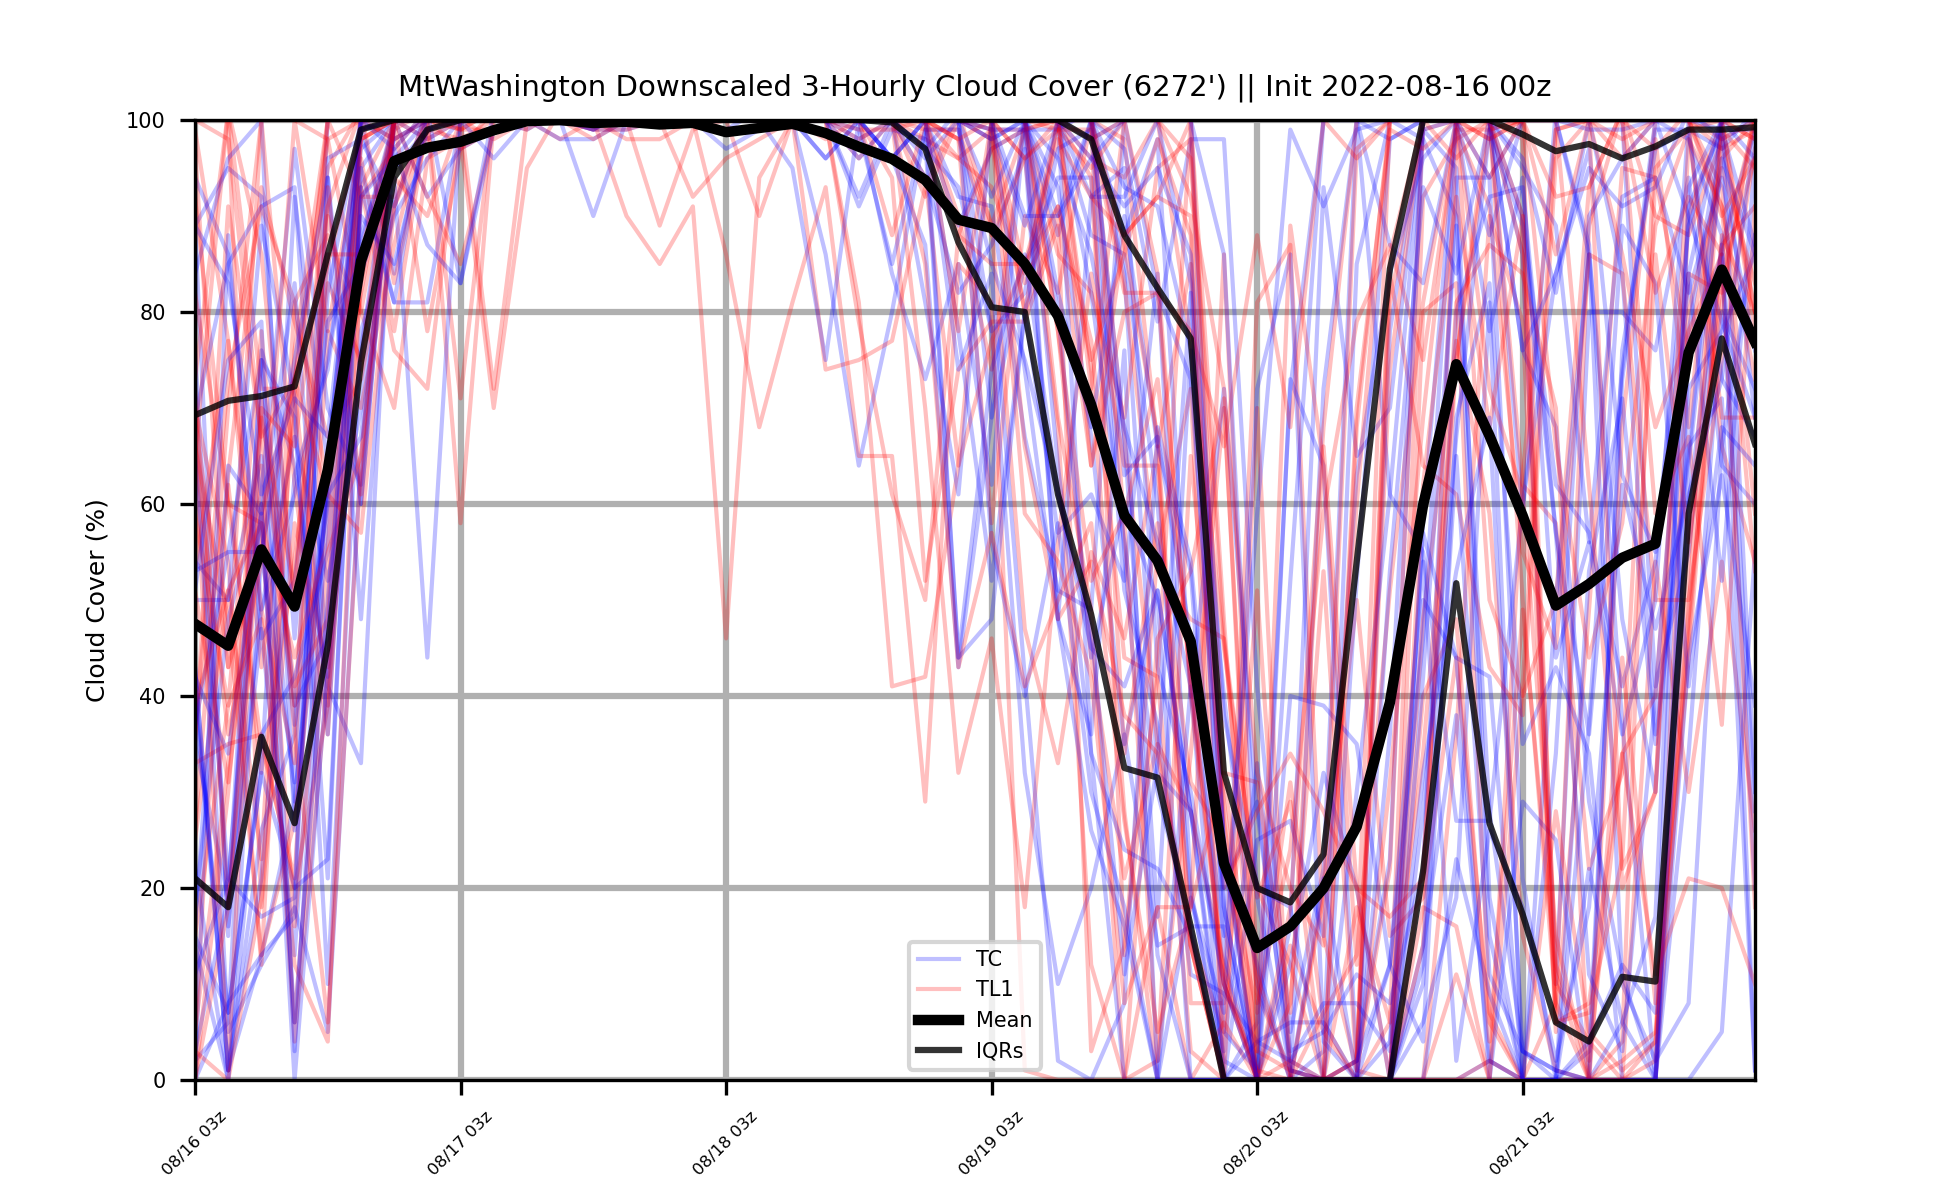 MtWashington Downscaled 3-Hourly Cloud Cover (6272') || Init 2022-08-16 00z
Cloud Cover (%)
100
80
60
40
20
0
TC
TL1
Mean
IQRs
08/16 03z
08/17 03z
08/18 03z
08/19 03z
08/20 03z
08/21 03z